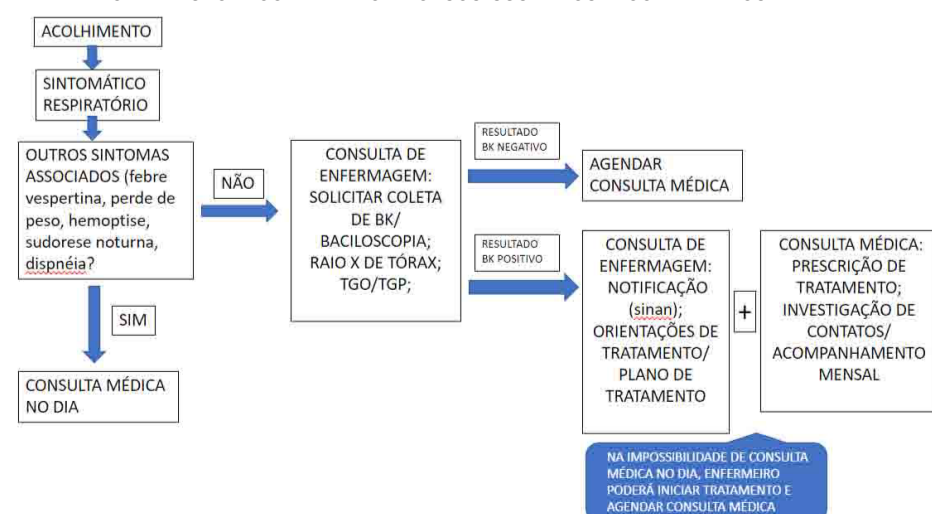 ACOLHIMENTO
SINTOMÁTICO
RESPIRATÓRIO
OUTROS SINTOMAS
ASSOCIADOS (febre
vespertina, perde de
peso, hemoptise,
sudorese noturna,
dispnéia?
NÃO
SIM
CONSULTA MÉDICA
NO DIA
CONSULTA DE
ENFERMAGEM:
SOLICITAR COLETA
DE BK/
BACILOSCOPIA;
RAIO X DE TÓRAX;
TGO/TGP;
RESULTADO
BK NEGATIVO
AGENDAR
CONSULTA MÉDICA
RESULTADO
BK POSITIVO
CONSULTA DE
ENFERMAGEM:
NOTIFICAÇÃO
(sinan);
ORIENTAÇÕES DE
TRATAMENTO/
PLANO DE
TRATAMENTO
+
CONSULTA MÉDICA:
PRESCRIÇÃO DE
TRATAMENTO;
INVESTIGAÇÃO DE
CONTATOS/
ACOMPANHAMENTO
MENSAL
NA IMPOSSIBILIDADE DE CONSULTA
MÉDICA NO DIA, ENFERMEIRO
PODERÁ INICIAR TRATAMENTO E
AGENDAR CONSULTA MÉDICA